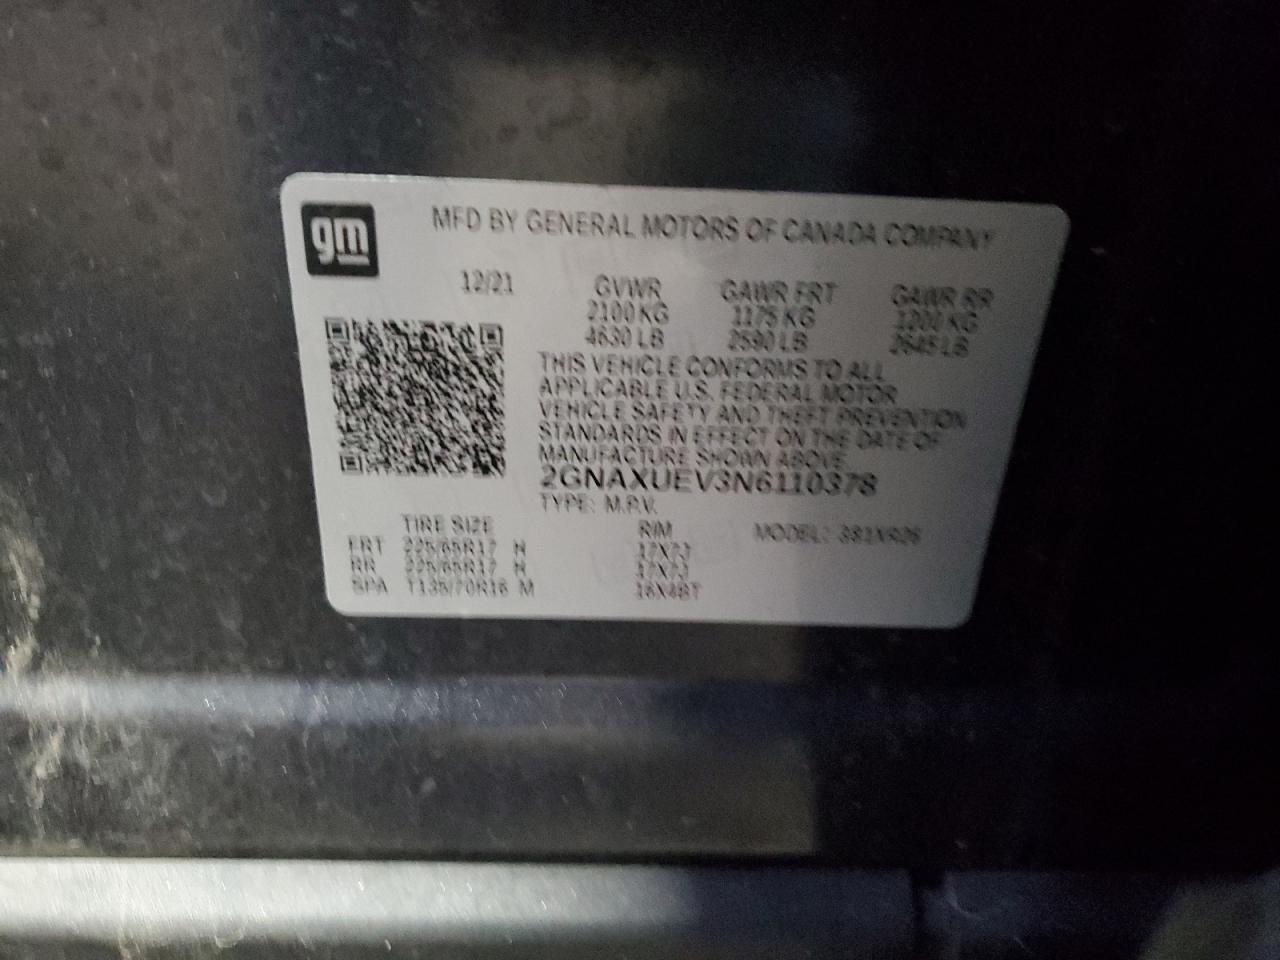 gm
MFD BY GENERAL MOTORS OF CANADA COMPANY
12/21 GVWR GAWR FRT GAWR RR
2100 KG 1175 KG 1200 KG
4630 LB 2590 LB 2645 LB
THIS VEHICLE CONFORMS TO ALL
APPLICABLE U.S. FEDERAL MOTOR
VEHICLE SAFETY AND THEFT PREVENTION
STANDARDS IN EFFECT ON THE DATE OF
MANUFACTURE SHOWN ABOVE.
2GNAXUEV3N6110378
TYPE: M.P.V.
TIRE SIZE RIM MODEL:
FRT 225/65R17 H 17X7J
RR 225/65R17 H 17X7J
SPA T135/70R16 M 16X4BT